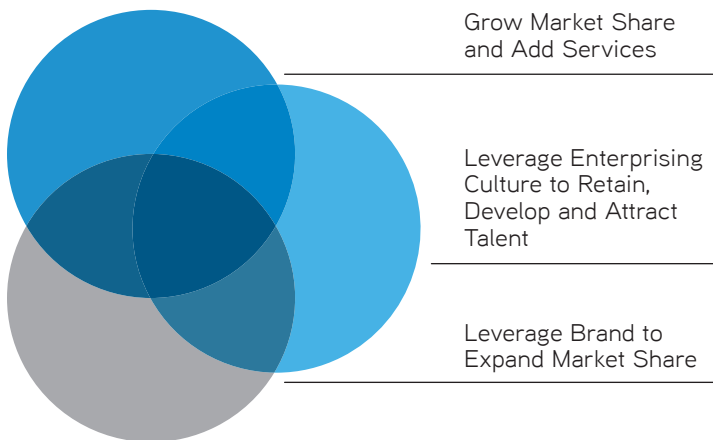 Grow Market Share
and Add Services
Leverage Enterprising
Culture to Retain,
Develop and Attract
Talent
Leverage Brand to
Expand Market Share